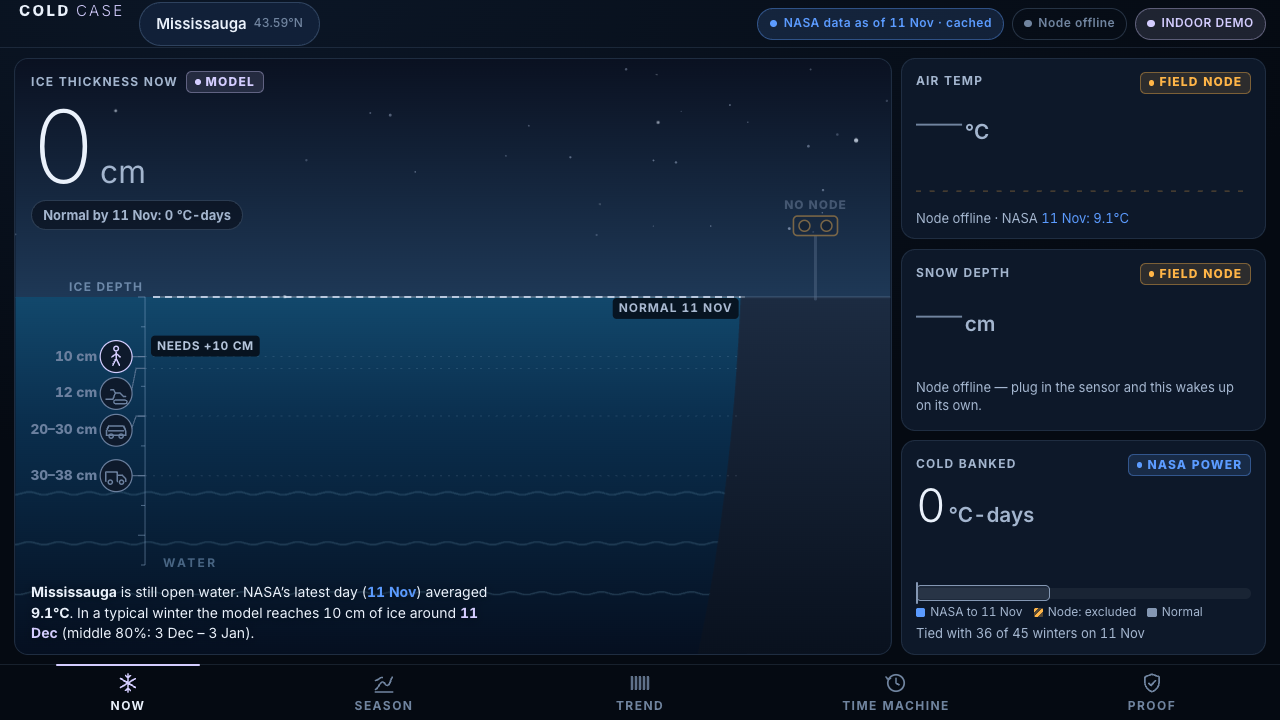 COLD CASE
Mississauga 43.59°N
NASA data as of 11 Nov · cached
Node offline
INDOOR DEMO
ICE THICKNESS NOW
MODEL
0 cm
Normal by 11 Nov: 0 °C-days
NO NODE
ICE DEPTH
NORMAL 11 NOV
NEEDS +10 CM
10 cm
12 cm
20–30 cm
30–38 cm
WATER
Mississauga is still open water. NASA's latest day (11 Nov) averaged
9.1°C. In a typical winter the model reaches 10 cm of ice around 11
Dec (middle 80%: 3 Dec – 3 Jan).
AIR TEMP
FIELD NODE
— °C
Node offline · NASA 11 Nov: 9.1°C
SNOW DEPTH
FIELD NODE
— cm
Node offline — plug in the sensor and this wakes up
on its own.
COLD BANKED
NASA POWER
0 °C-days
NASA to 11 Nov Node: excluded Normal
Tied with 36 of 45 winters on 11 Nov
NOW
SEASON
TREND
TIME MACHINE
PROOF